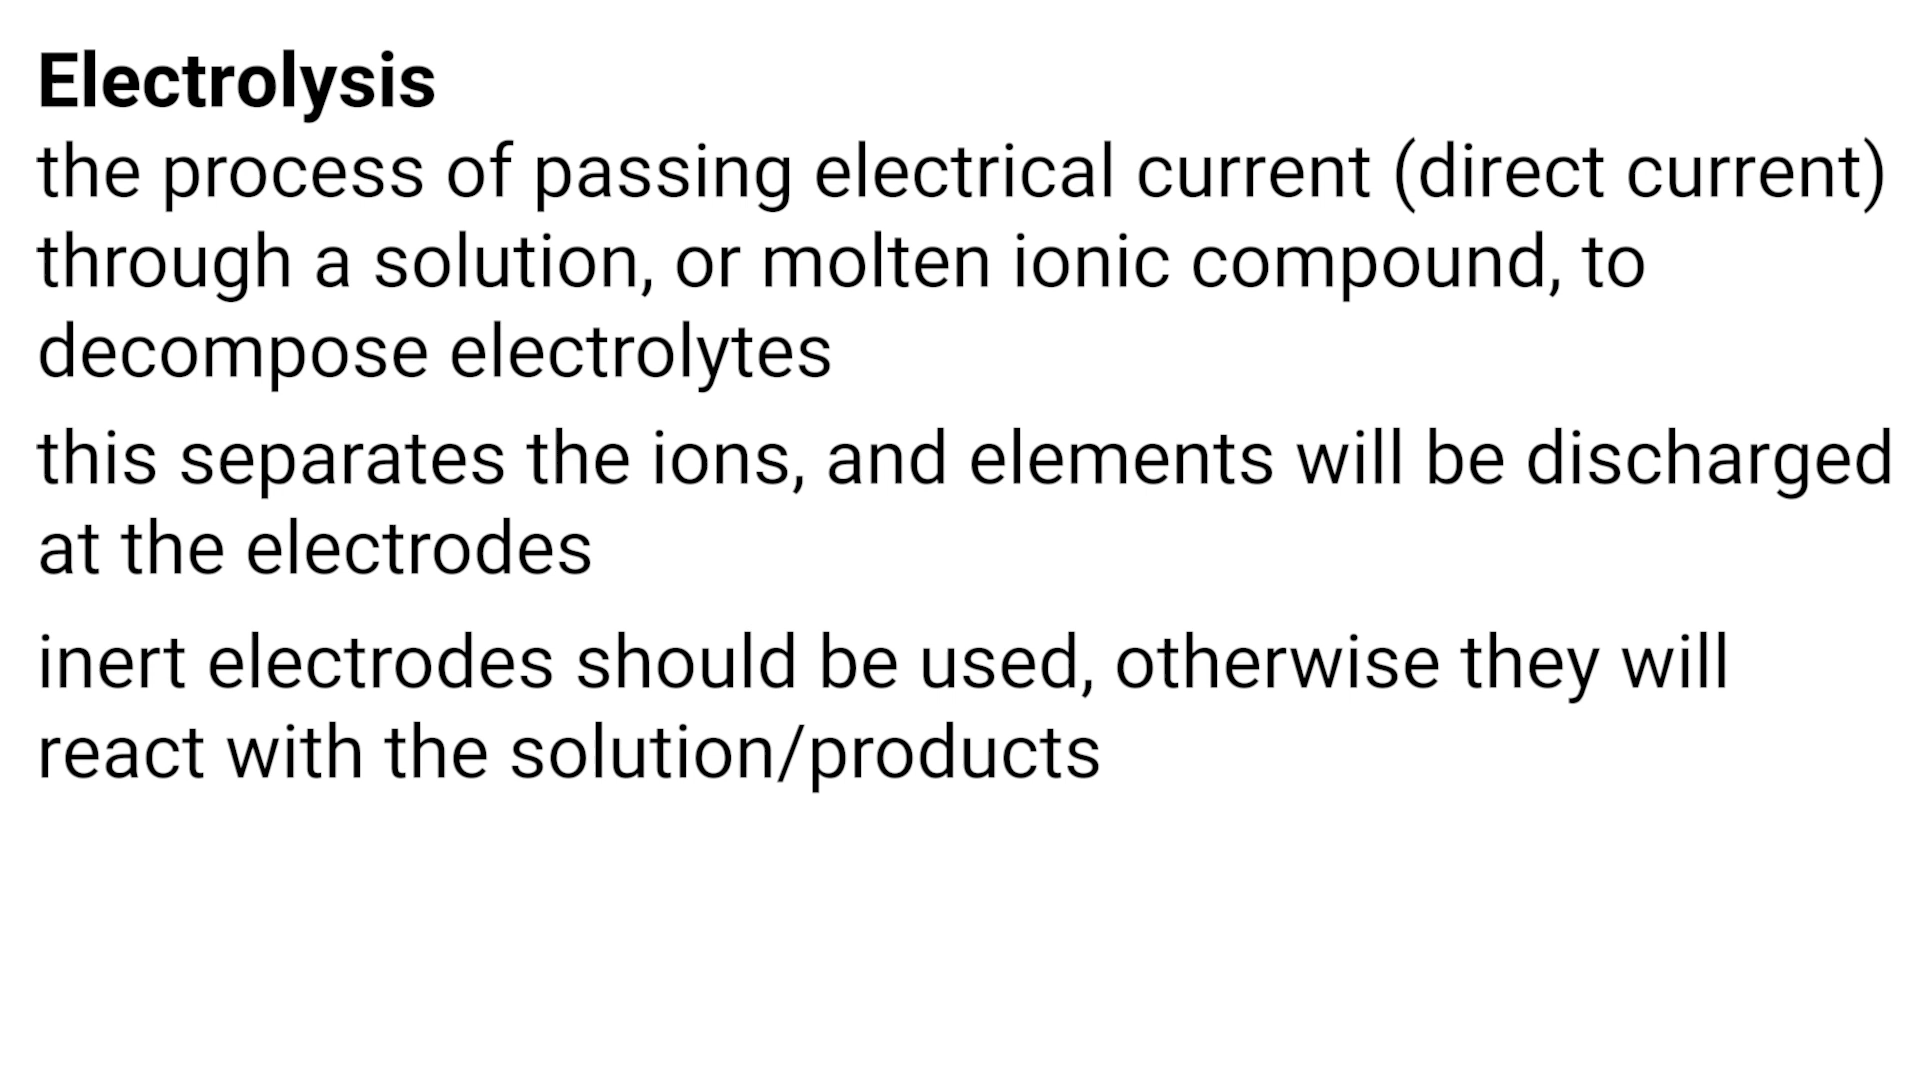 Electrolysis
the process of passing electrical current (direct current)
through a solution, or molten ionic compound, to
decompose electrolytes
this separates the ions, and elements will be discharged
at the electrodes
inert electrodes should be used, otherwise they will
react with the solution/products